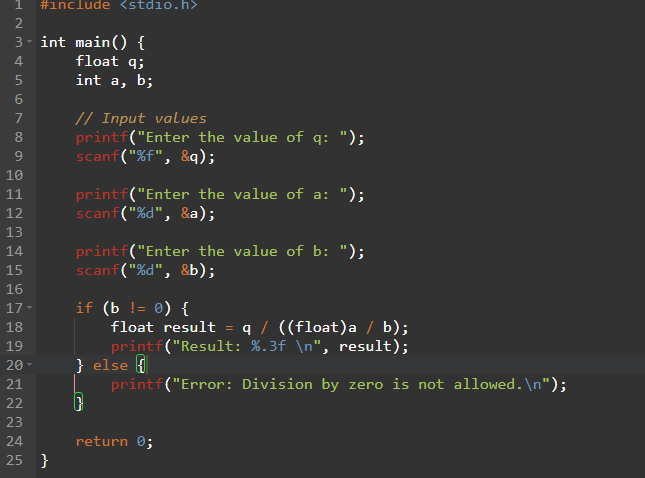 1 #include <stdio.h>
2
3 int main() {
4     float q;
5     int a, b;
6
7     // Input values
8     printf("Enter the value of q: ");
9     scanf("%f", &q);
10
11     printf("Enter the value of a: ");
12     scanf("%d", &a);
13
14     printf("Enter the value of b: ");
15     scanf("%d", &b);
16
17     if (b != 0) {
18         float result = q / ((float)a / b);
19         printf("Result: %.3f \n", result);
20     } else {
21         printf("Error: Division by zero is not allowed.\n");
22     }
23
24     return 0;
25 }